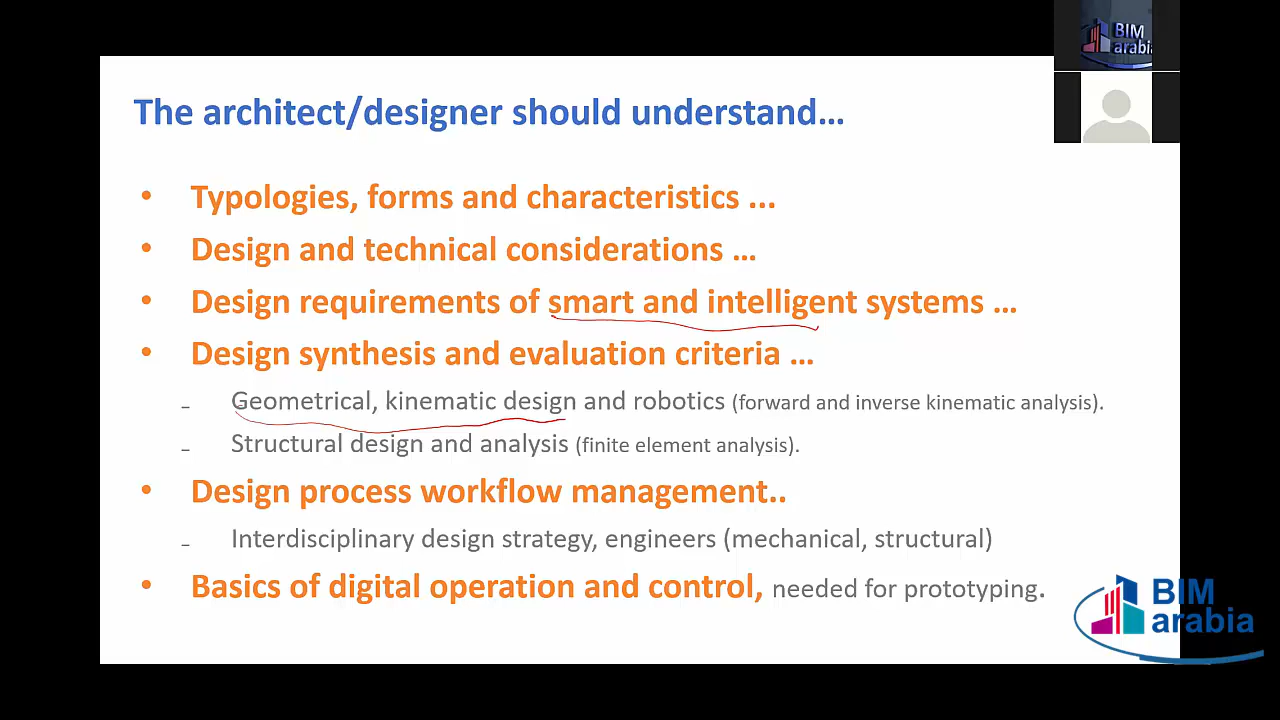 BIM
arabia
The architect/designer should understand…
• Typologies, forms and characteristics ...
• Design and technical considerations …
• Design requirements of smart and intelligent systems …
• Design synthesis and evaluation criteria …
– Geometrical, kinematic design and robotics (forward and inverse kinematic analysis).
– Structural design and analysis (finite element analysis).
• Design process workflow management..
– Interdisciplinary design strategy, engineers (mechanical, structural)
• Basics of digital operation and control, needed for prototyping.
BIM
arabia